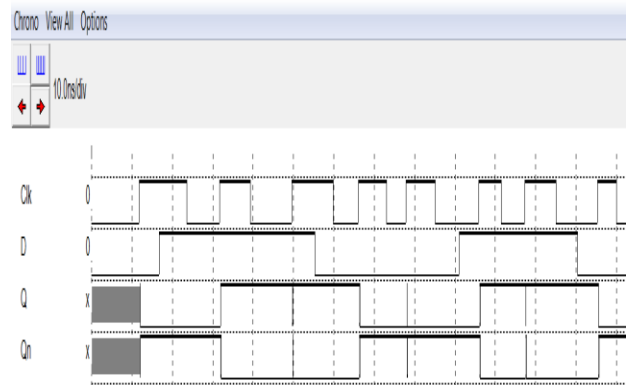 Chrono View All Options
10.0ns/div
Clk 0
D 0
Q x
Qn x